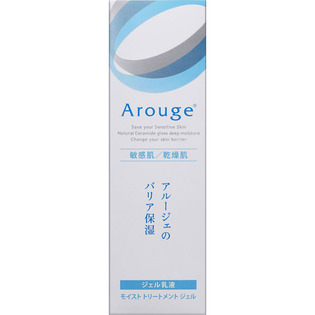 Arouge®
Save your Sensitive Skin
Natural Ceramide gives deep moisture
Change your skin barrier
敏感肌／乾燥肌
アルージェの
バリア保湿
ジェル乳液
モイスト トリートメント ジェル